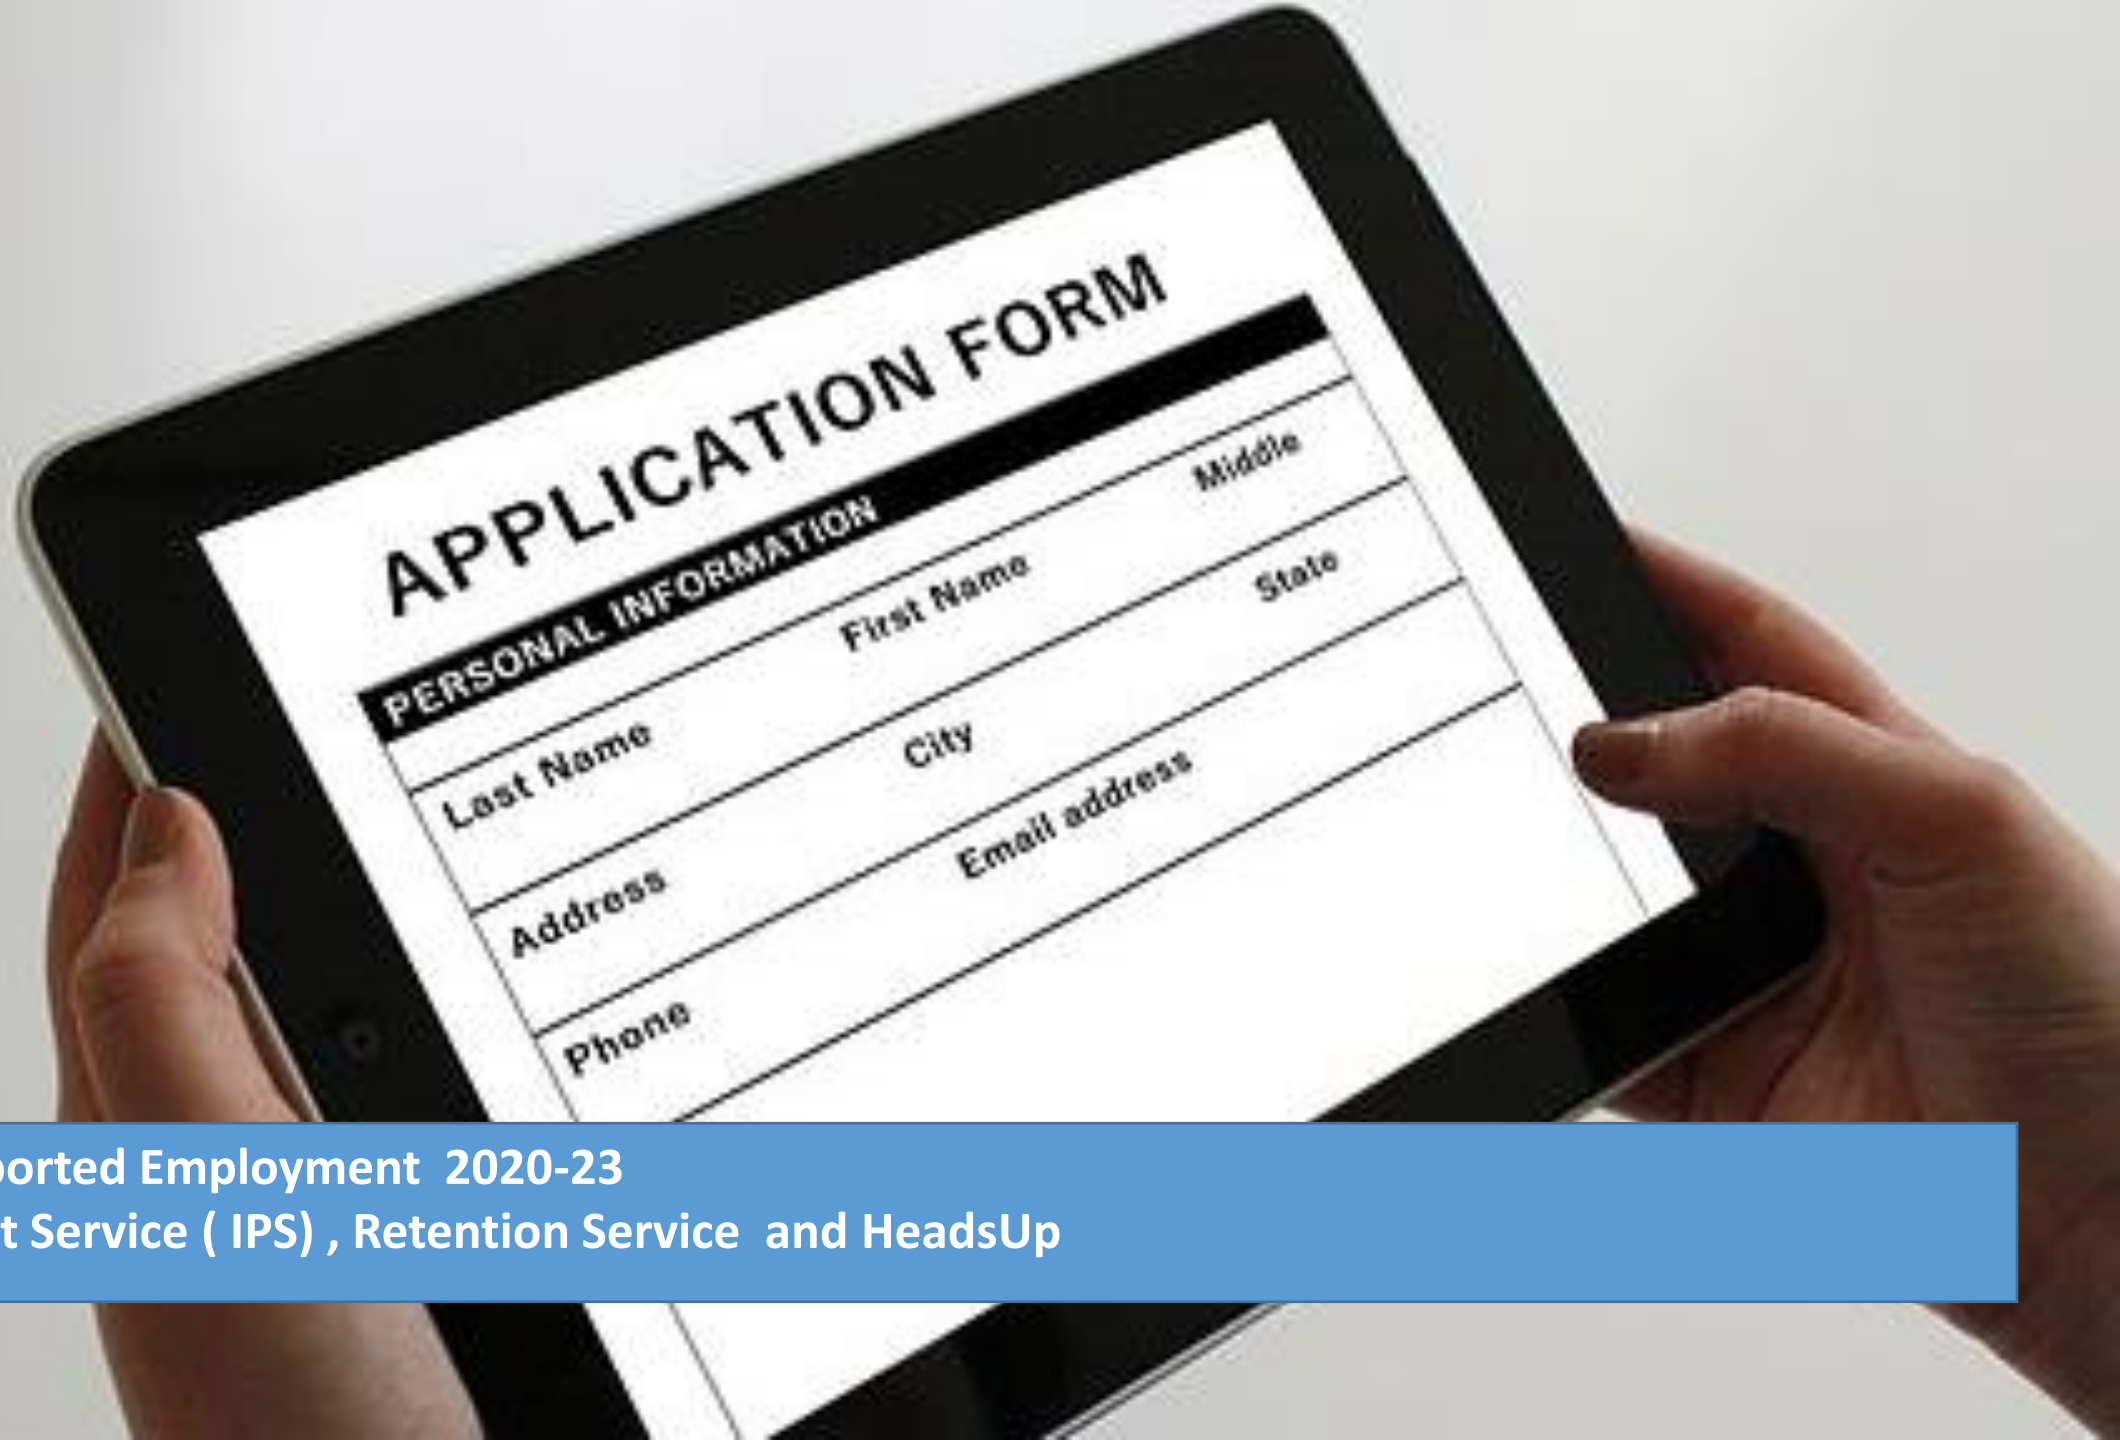 APPLICATION FORM
PERSONAL INFORMATION
Last Name First Name Middle
Address City State
Phone Email address
ported Employment 2020-23
t Service ( IPS) , Retention Service and HeadsUp